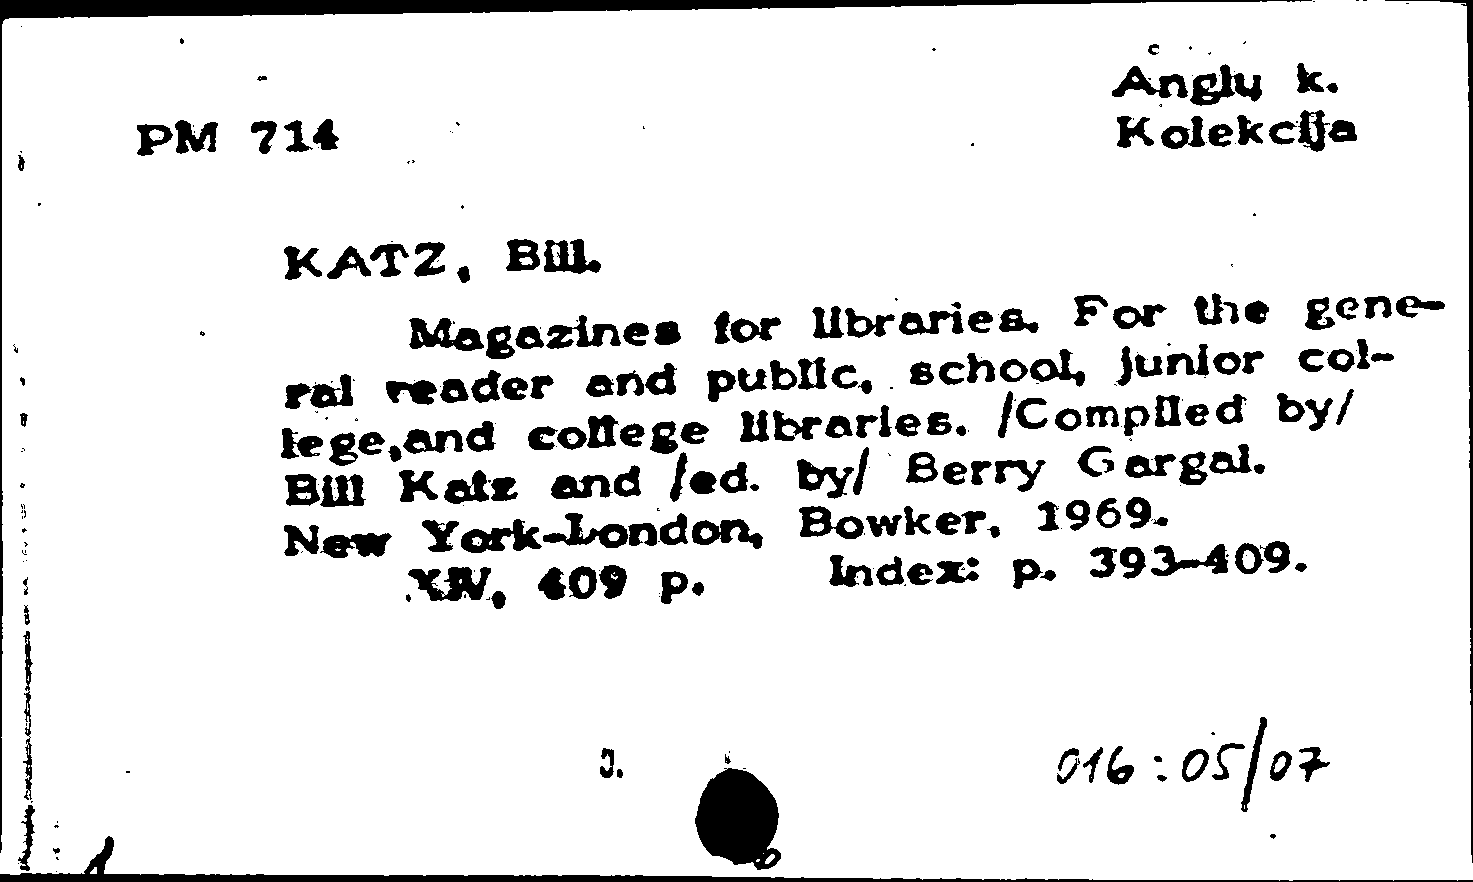 Anglų k.
PM 714
Kolekcija
KATZ, Bill.
Magazines for libraries. For the gene-
ral reader and public, school, junior col-
lege,and college libraries. /Compiled by/
Bill Katz and /ed. by/ Berry Gargal.
New York-London, Bowker, 1969.
XIV, 409 p. Index: p. 393-409.
J.
016:05/07